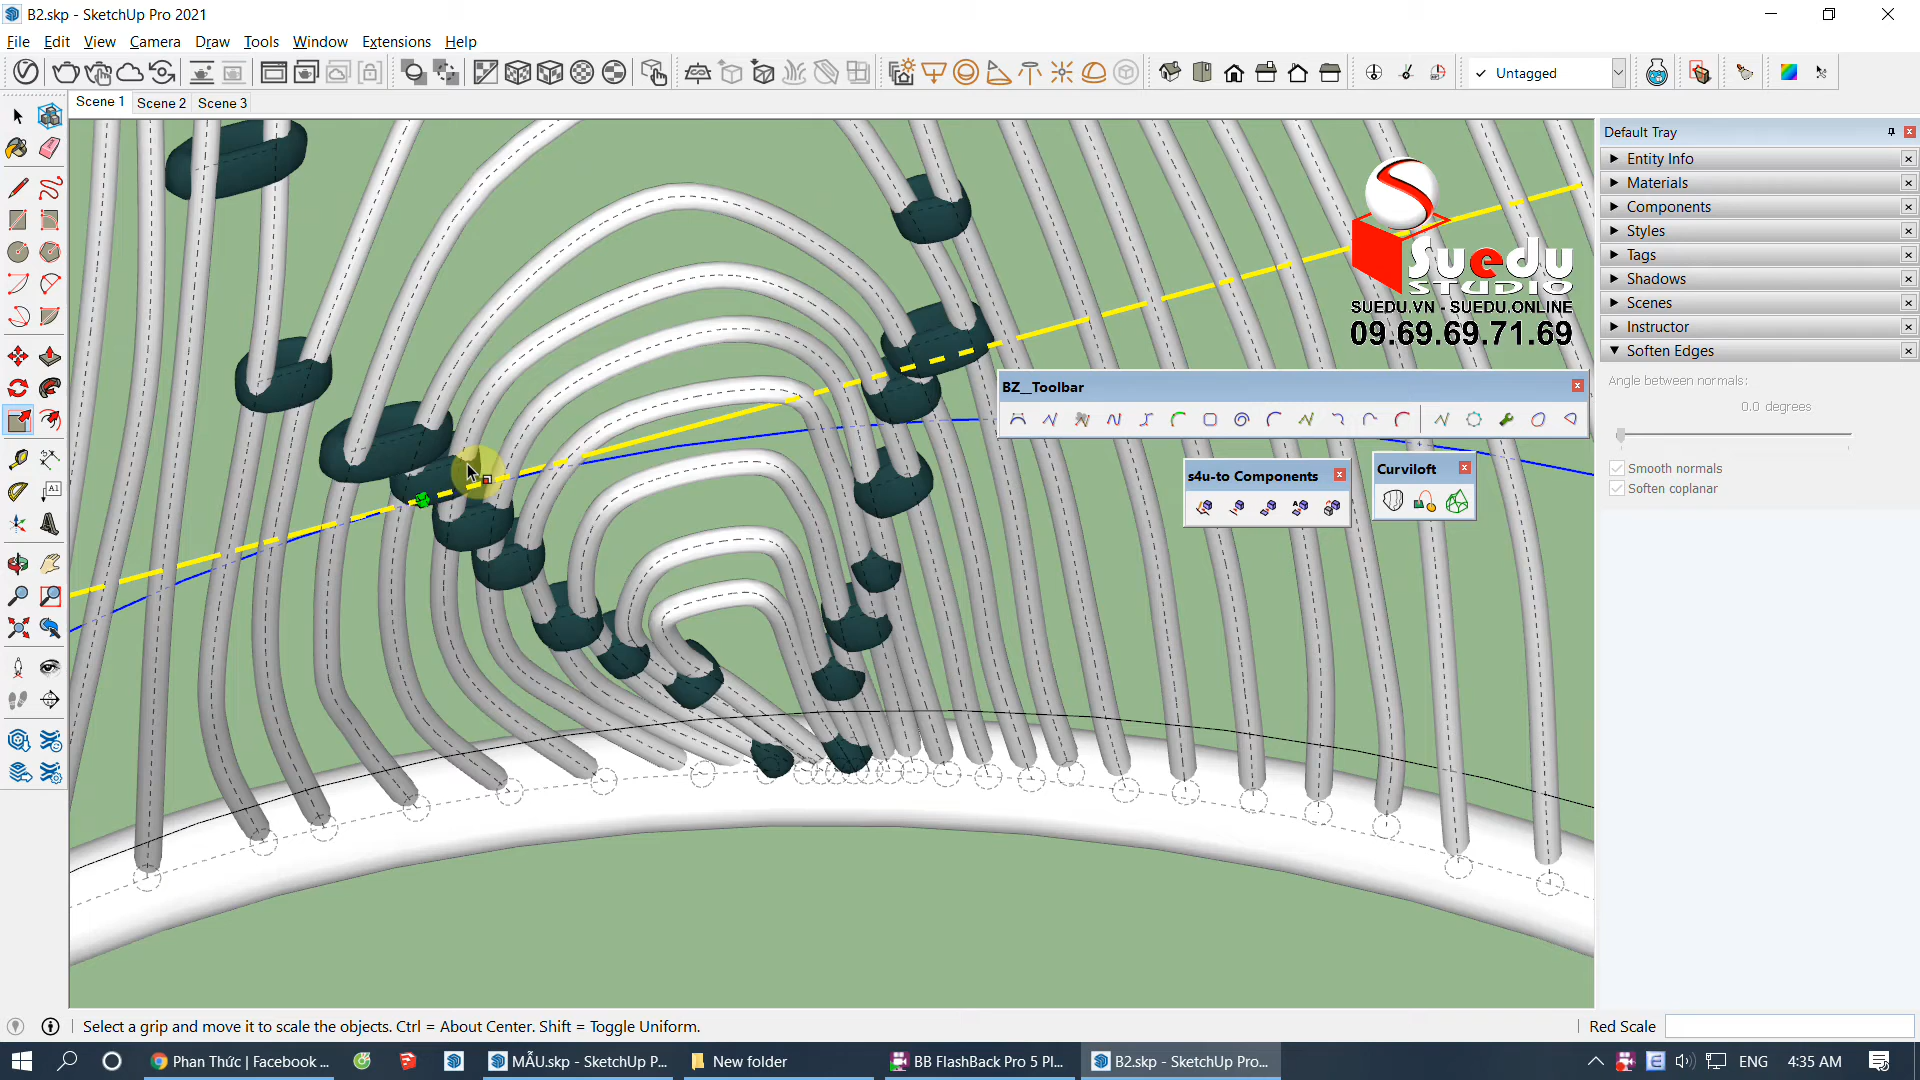 B2.skp - SketchUp Pro 2021
File Edit View Camera Draw Tools Window Extensions Help
Untagged
Scene 1 Scene 2 Scene 3
Default Tray
Entity Info
Materials
Components
Styles
Tags
Shadows
Scenes
Instructor
Soften Edges
Angle between normals:
0.0 degrees
Smooth normals
Soften coplanar
Suedu
STUDIO
SUEDU.VN - SUEDU.ONLINE
09.69.69.71.69
BZ__Toolbar
s4u-to Components
Curviloft
Select a grip and move it to scale the objects. Ctrl = About Center. Shift = Toggle Uniform.
Red Scale
Phan Thức | Facebook ...
MẪU.skp - SketchUp P...
New folder
BB FlashBack Pro 5 Pl...
B2.skp - SketchUp Pro...
ENG
4:35 AM